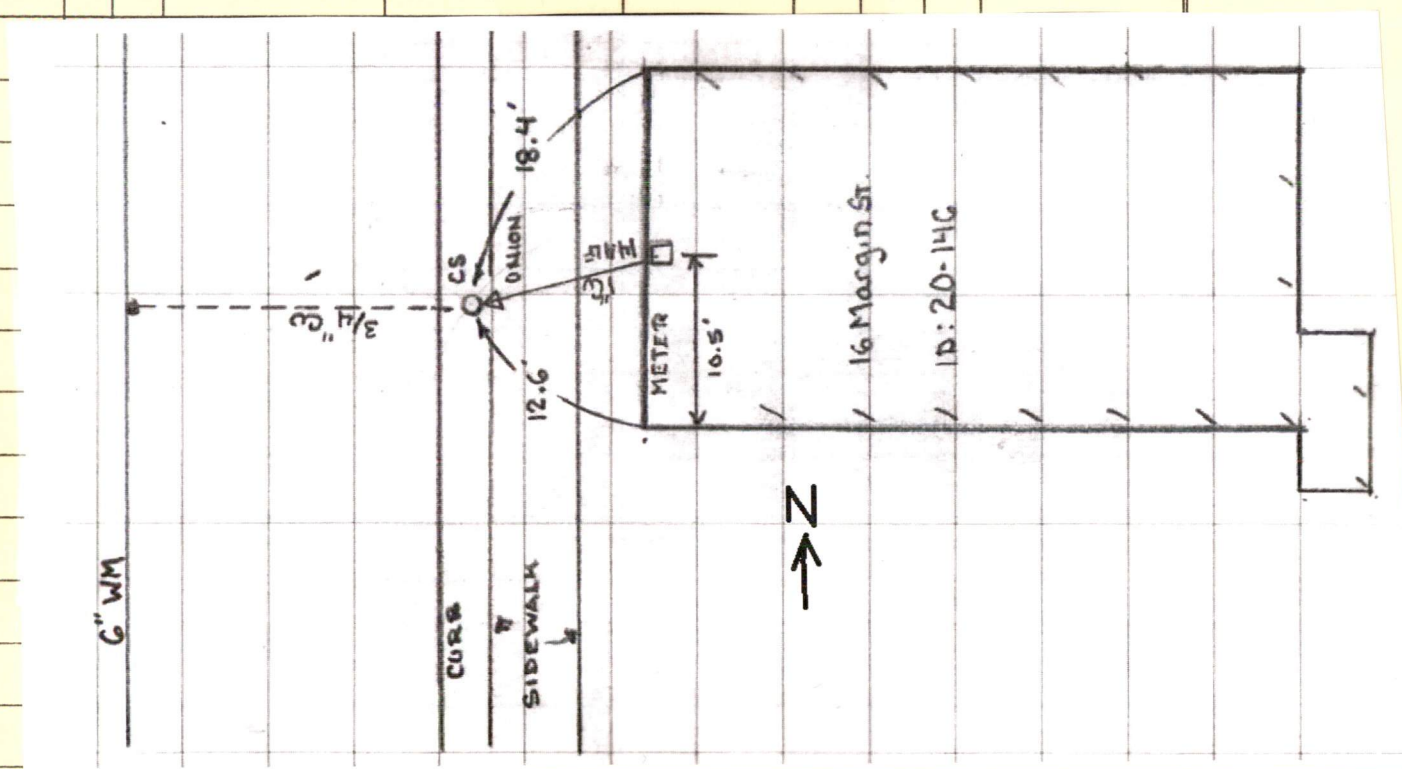 6" WM
3/4"
CURB
SIDEWALK
CS
UNION
18.4'
12.6'
METER
10.5'
16 Margin St.
ID: 20-14C
N